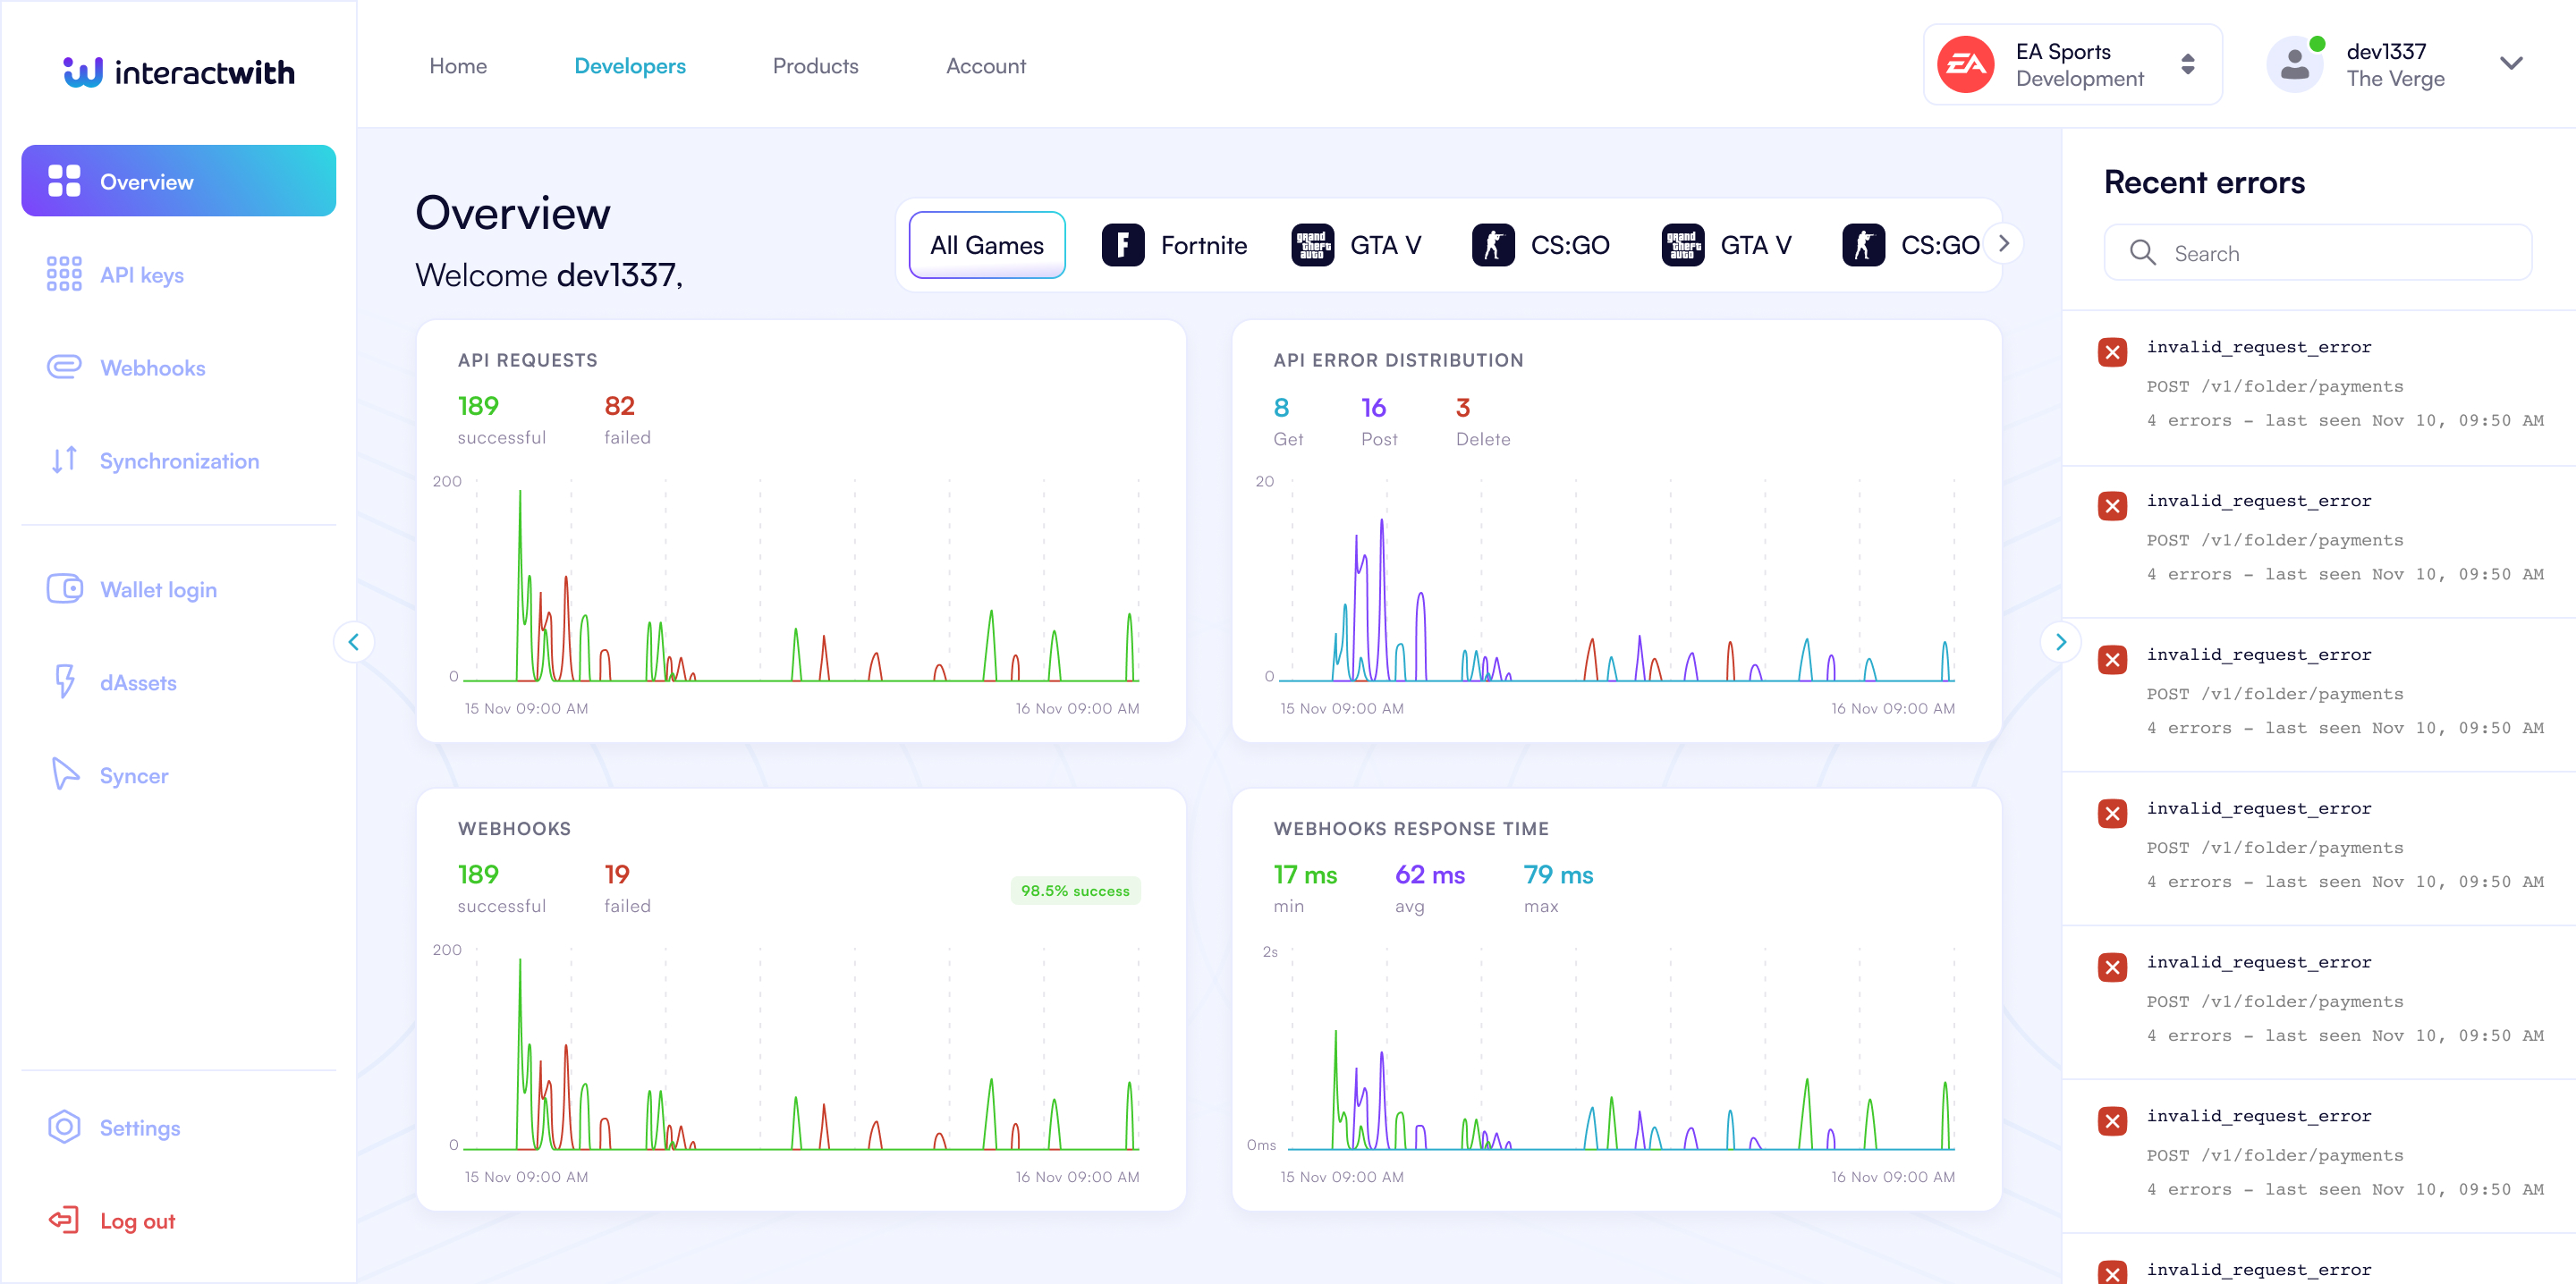 interactwith
Home
Developers
Products
Account
EA
EA Sports
Development
dev1337
The Verge
Overview
API keys
Webhooks
Synchronization
Wallet login
dAssets
Syncer
Settings
Log out
Overview
Welcome dev1337,
All Games
F
Fortnite
grand
theft
auto
GTA V
CS:GO
grand
theft
auto
GTA V
CS:GO
API REQUESTS
189
successful
82
failed
200
0
15 Nov 09:00 AM
16 Nov 09:00 AM
API ERROR DISTRIBUTION
8
Get
16
Post
3
Delete
20
0
15 Nov 09:00 AM
16 Nov 09:00 AM
WEBHOOKS
189
successful
19
failed
98.5% success
200
0
15 Nov 09:00 AM
16 Nov 09:00 AM
WEBHOOKS RESPONSE TIME
17 ms
min
62 ms
avg
79 ms
max
2s
0ms
15 Nov 09:00 AM
16 Nov 09:00 AM
Recent errors
Search
invalid_request_error
POST /v1/folder/payments
4 errors – last seen Nov 10, 09:50 AM
invalid_request_error
POST /v1/folder/payments
4 errors – last seen Nov 10, 09:50 AM
invalid_request_error
POST /v1/folder/payments
4 errors – last seen Nov 10, 09:50 AM
invalid_request_error
POST /v1/folder/payments
4 errors – last seen Nov 10, 09:50 AM
invalid_request_error
POST /v1/folder/payments
4 errors – last seen Nov 10, 09:50 AM
invalid_request_error
POST /v1/folder/payments
4 errors – last seen Nov 10, 09:50 AM
invalid_request_error